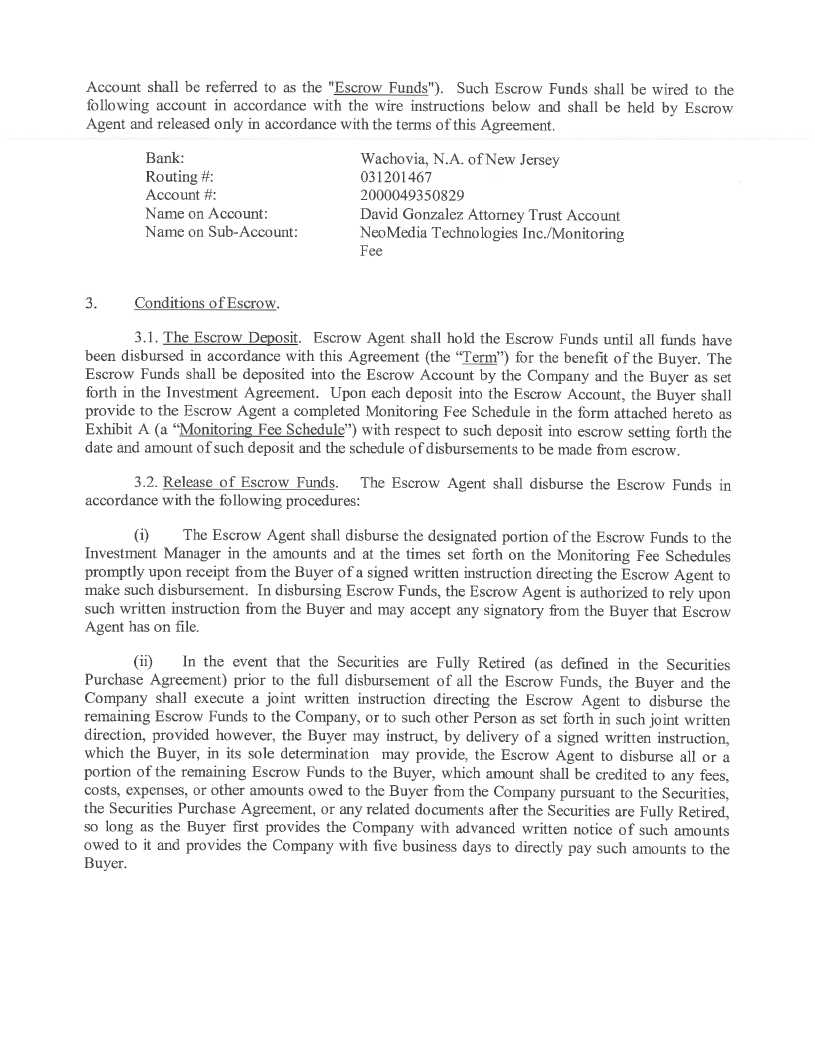 Account shall be referred to as the "Escrow Funds"). Such Escrow Funds shall be wired to the
following account in accordance with the wire instructions below and shall be held by Escrow
Agent and released only in accordance with the terms of this Agreement.
Bank: Wachovia, N.A. of New Jersey
Routing #: 031201467
Account #: 2000049350829
Name on Account: David Gonzalez Attorney Trust Account
Name on Sub-Account: NeoMedia Technologies Inc./Monitoring
Fee
3. Conditions of Escrow.
3.1. The Escrow Deposit. Escrow Agent shall hold the Escrow Funds until all funds have
been disbursed in accordance with this Agreement (the “Term”) for the benefit of the Buyer. The
Escrow Funds shall be deposited into the Escrow Account by the Company and the Buyer as set
forth in the Investment Agreement. Upon each deposit into the Escrow Account, the Buyer shall
provide to the Escrow Agent a completed Monitoring Fee Schedule in the form attached hereto as
Exhibit A (a “Monitoring Fee Schedule”) with respect to such deposit into escrow setting forth the
date and amount of such deposit and the schedule of disbursements to be made from escrow.
3.2. Release of Escrow Funds. The Escrow Agent shall disburse the Escrow Funds in
accordance with the following procedures:
(i) The Escrow Agent shall disburse the designated portion of the Escrow Funds to the
Investment Manager in the amounts and at the times set forth on the Monitoring Fee Schedules
promptly upon receipt from the Buyer of a signed written instruction directing the Escrow Agent to
make such disbursement. In disbursing Escrow Funds, the Escrow Agent is authorized to rely upon
such written instruction from the Buyer and may accept any signatory from the Buyer that Escrow
Agent has on file.
(ii) In the event that the Securities are Fully Retired (as defined in the Securities
Purchase Agreement) prior to the full disbursement of all the Escrow Funds, the Buyer and the
Company shall execute a joint written instruction directing the Escrow Agent to disburse the
remaining Escrow Funds to the Company, or to such other Person as set forth in such joint written
direction, provided however, the Buyer may instruct, by delivery of a signed written instruction,
which the Buyer, in its sole determination may provide, the Escrow Agent to disburse all or a
portion of the remaining Escrow Funds to the Buyer, which amount shall be credited to any fees,
costs, expenses, or other amounts owed to the Buyer from the Company pursuant to the Securities,
the Securities Purchase Agreement, or any related documents after the Securities are Fully Retired,
so long as the Buyer first provides the Company with advanced written notice of such amounts
owed to it and provides the Company with five business days to directly pay such amounts to the
Buyer.